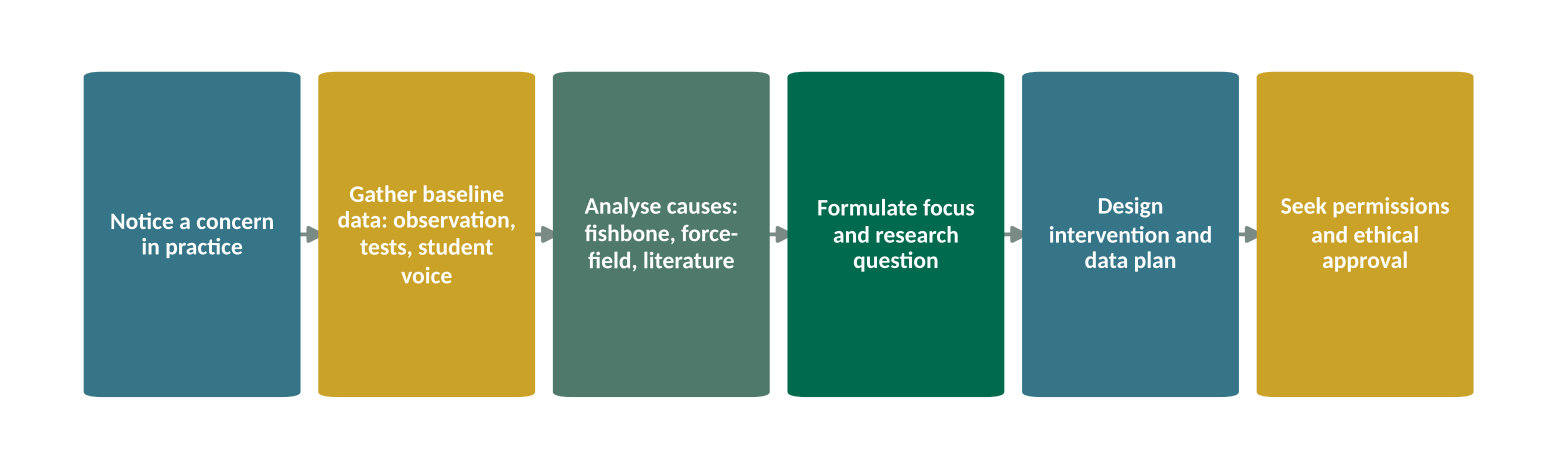 Notice a concern
in practice
Gather baseline
data: observation,
tests, student
voice
Analyse causes:
fishbone, force-
field, literature
Formulate focus
and research
question
Design
intervention and
data plan
Seek permissions
and ethical
approval